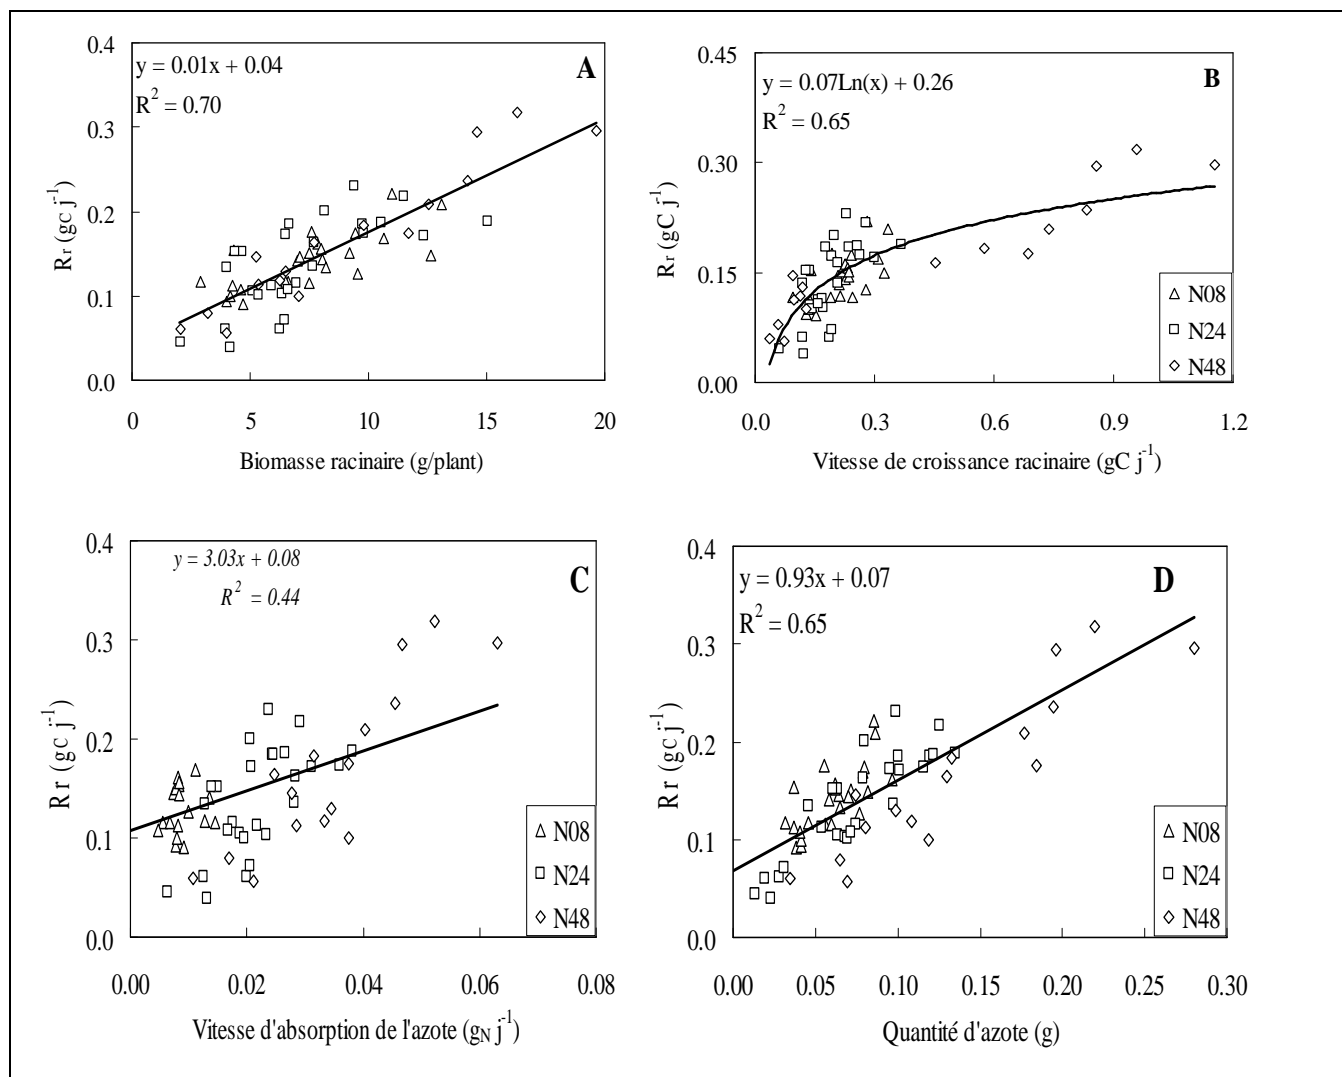 0.4
0.3
0.2
0.1
0.0
y = 0.01x + 0.04
R² = 0.70
A
Rr (gc j⁻¹)
0 5 10 15 20
Biomasse racinaire (g/plant)
0.45
0.30
0.15
0.00
y = 0.07Ln(x) + 0.26
R² = 0.65
B
Rr (gC j⁻¹)
N08
N24
N48
0.0 0.3 0.6 0.9 1.2
Vitesse de croissance racinaire (gC j⁻¹)
0.4
0.3
0.2
0.1
0.0
y = 3.03x + 0.08
R² = 0.44
C
Rr (gc j⁻¹)
N08
N24
N48
0.00 0.02 0.04 0.06 0.08
Vitesse d'absorption de l'azote (gN j⁻¹)
0.4
0.3
0.2
0.1
0.0
y = 0.93x + 0.07
R² = 0.65
D
Rr (gc j⁻¹)
N08
N24
N48
0.00 0.05 0.10 0.15 0.20 0.25 0.30
Quantité d'azote (g)